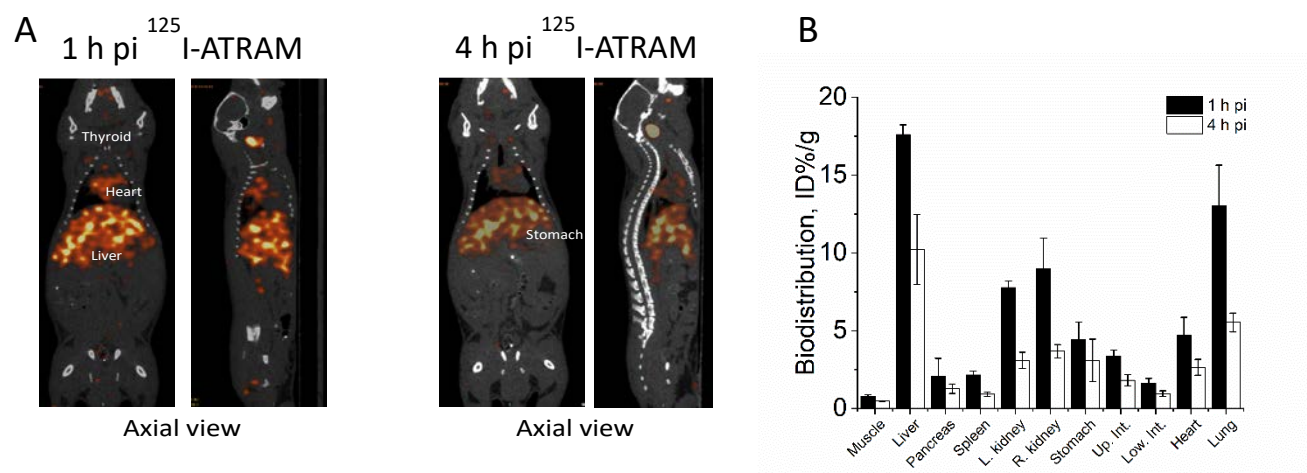 A
1 h pi ¹²⁵I-ATRAM
4 h pi ¹²⁵I-ATRAM
Thyroid
Heart
Liver
Stomach
Axial view
Axial view
B
Biodistribution, ID%/g
20
15
10
5
0
1 h pi
4 h pi
Muscle
Liver
Pancreas
Spleen
L. kidney
R. kidney
Stomach
Up. Int.
Low. Int.
Heart
Lung